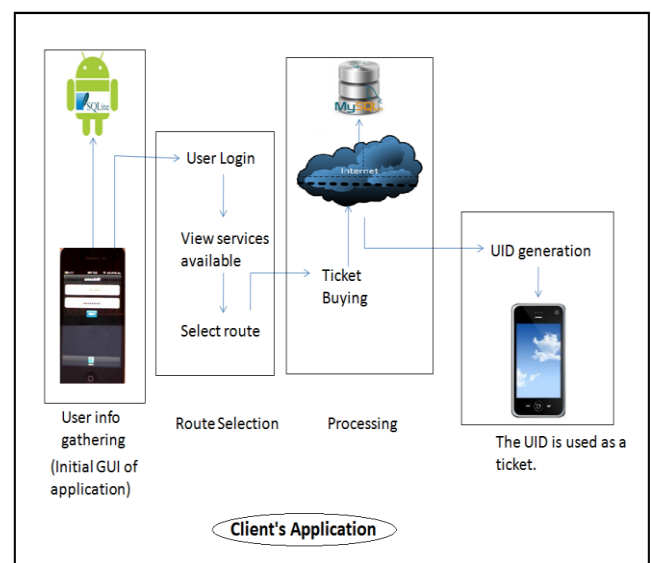 SQLite
User Login
View services
available
Select route
MySQL
Internet
Ticket
Buying
UID generation
User info
gathering
(Initial GUI of
application)
Route Selection
Processing
The UID is used as a
ticket.
Client's Application